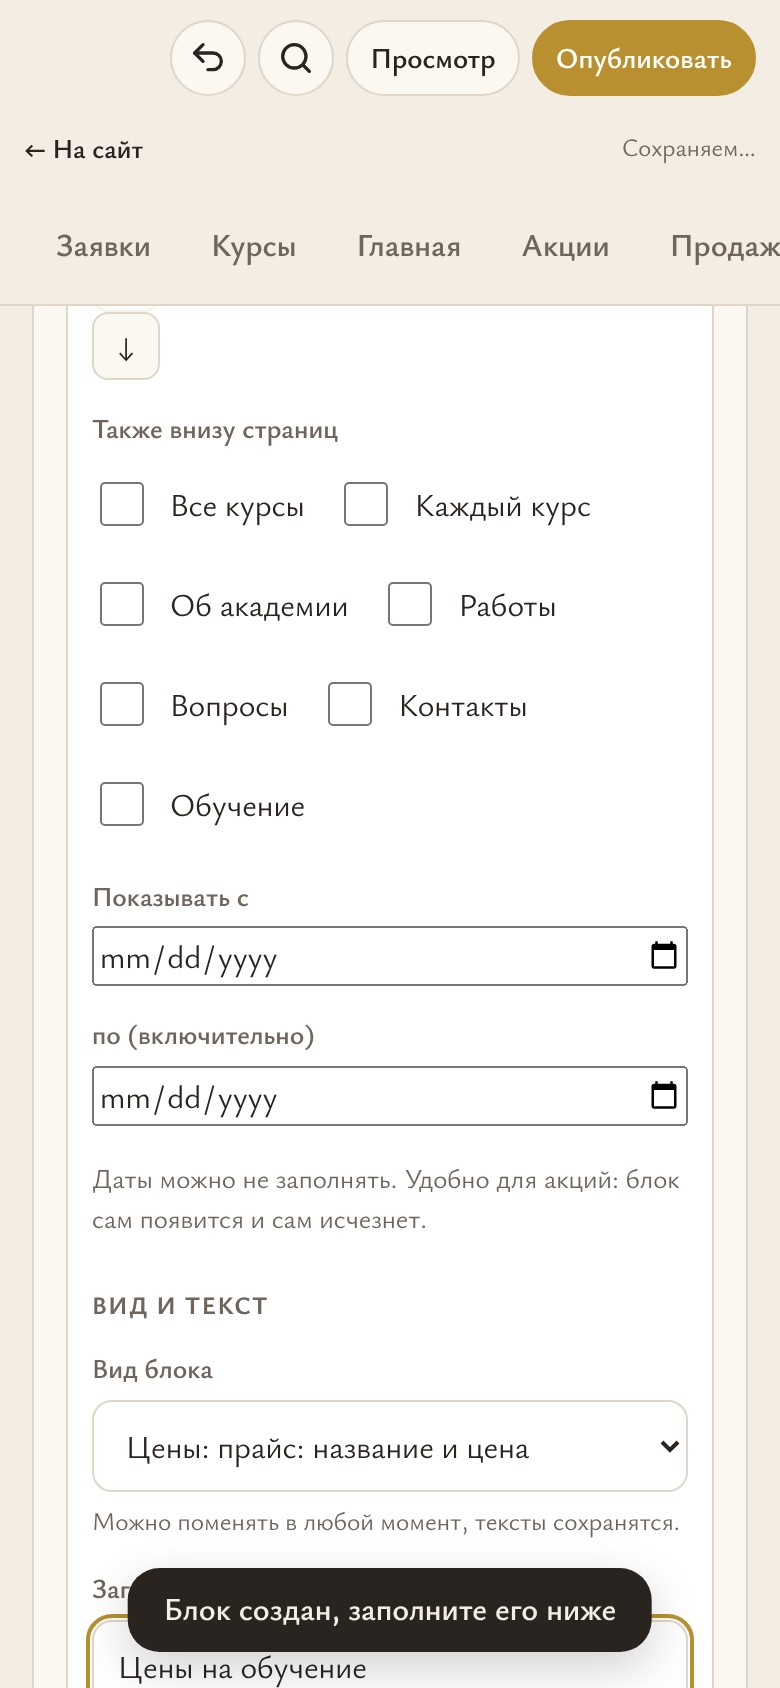 Просмотр Опубликовать
← На сайт Сохраняем...
Заявки Курсы Главная Акции Продаж
↓
Также внизу страниц
Все курсы Каждый курс
Об академии Работы
Вопросы Контакты
Обучение
Показывать с
mm/dd/yyyy
по (включительно)
mm/dd/yyyy
Даты можно не заполнять. Удобно для акций: блок
сам появится и сам исчезнет.
ВИД И ТЕКСТ
Вид блока
Цены: прайс: название и цена
Можно поменять в любой момент, тексты сохранятся.
Блок создан, заполните его ниже
Цены на обучение